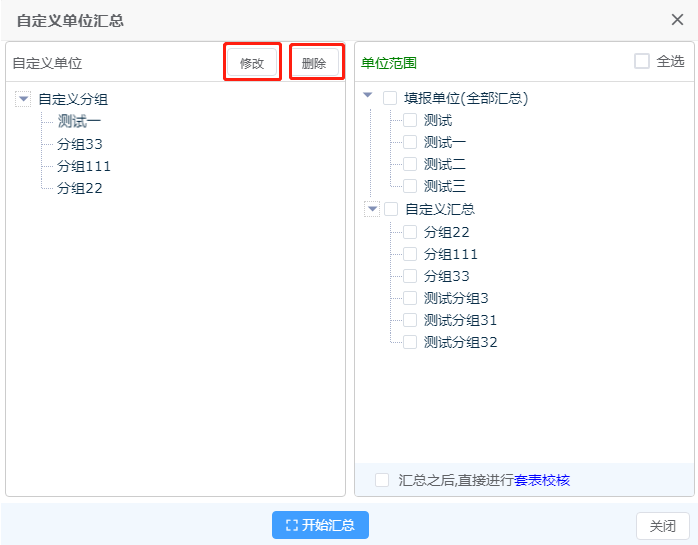 自定义单位汇总
自定义单位
修改
删除
自定义分组
测试一
分组33
分组111
分组22
单位范围
全选
填报单位(全部汇总)
测试
测试一
测试二
测试三
自定义汇总
分组22
分组111
分组33
测试分组3
测试分组31
测试分组32
汇总之后,直接进行套表校核
开始汇总
关闭